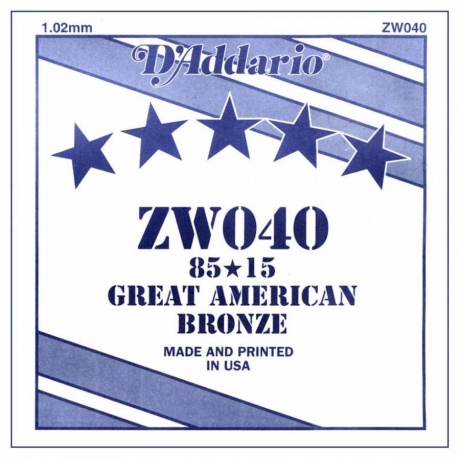 1.02mm ZW040
D'Addario®
ZW040
85★15
GREAT AMERICAN
BRONZE
MADE AND PRINTED
IN USA